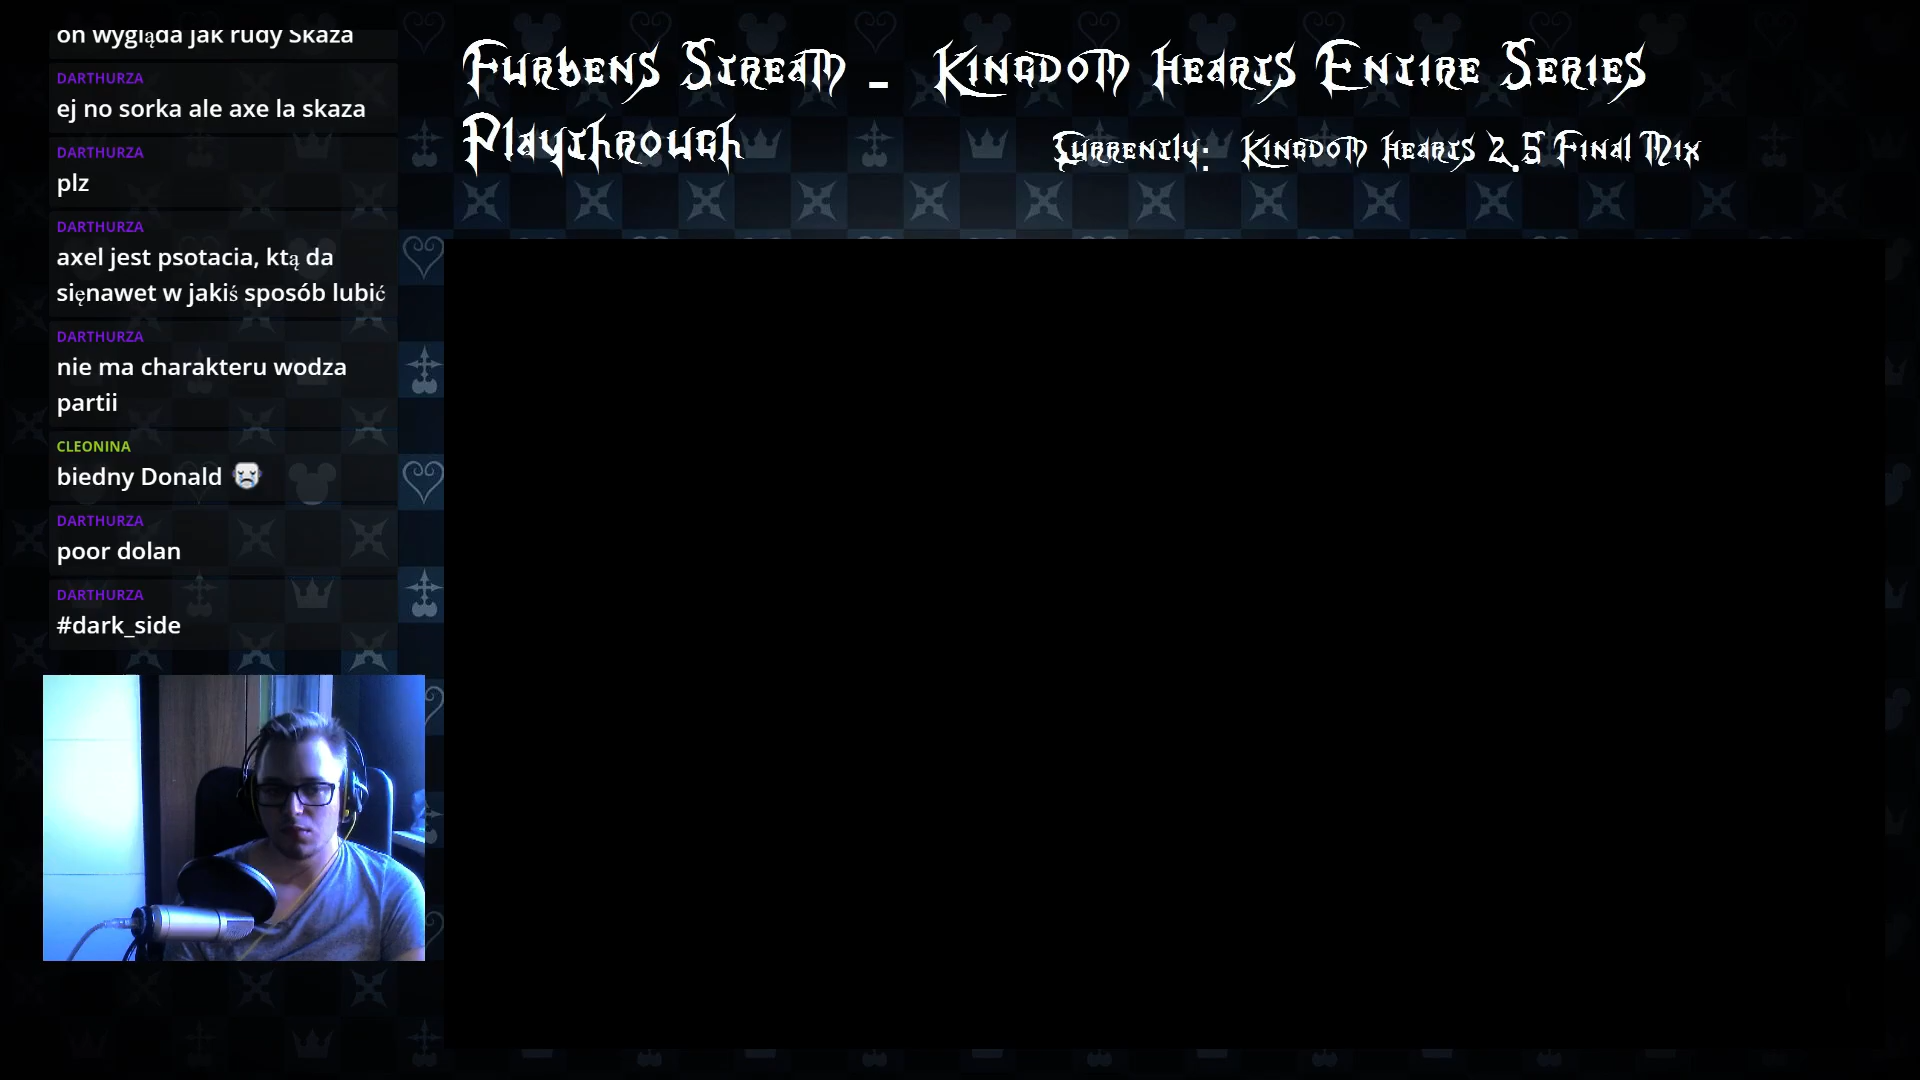 on wygląda jak rudy Skaza
DARTHURZA
ej no sorka ale axe la skaza
DARTHURZA
plz
DARTHURZA
axel jest psotacia, ktą da
sięnawet w jakiś sposób lubić
DARTHURZA
nie ma charakteru wodza
partii
CLEONINA
biedny Donald
DARTHURZA
poor dolan
DARTHURZA
#dark_side
Furbens Stream - Kingdom Hearts Entire Series
Playthrough
Currently: Kingdom Hearts 2.5 Final Mix